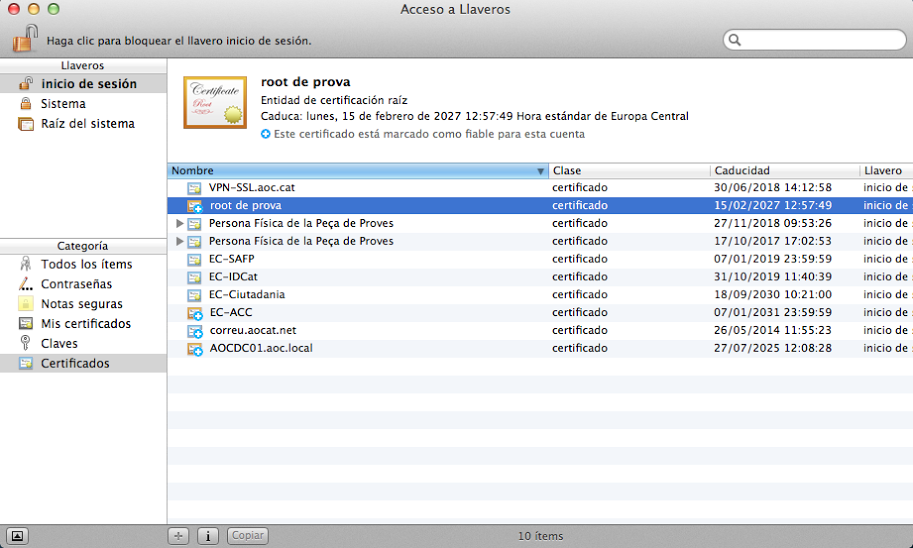 Acceso a Llaveros
Haga clic para bloquear el llavero inicio de sesión.
Llaveros
inicio de sesión
Sistema
Raíz del sistema
Certificate
Root
root de prova
Entidad de certificación raíz
Caduca: lunes, 15 de febrero de 2027 12:57:49 Hora estándar de Europa Central
Este certificado está marcado como fiable para esta cuenta
Nombre Clase Caducidad Llavero
VPN-SSL.aoc.cat certificado 30/06/2018 14:12:58 inicio de s
root de prova certificado 15/02/2027 12:57:49 inicio de s
Persona Física de la Peça de Proves certificado 27/11/2018 09:53:26 inicio de s
Persona Física de la Peça de Proves certificado 17/10/2017 17:02:53 inicio de s
EC-SAFP certificado 07/01/2019 23:59:59 inicio de s
EC-IDCat certificado 31/10/2019 11:40:39 inicio de s
EC-Ciutadania certificado 18/09/2030 10:21:00 inicio de s
EC-ACC certificado 07/01/2031 23:59:59 inicio de s
correu.aocat.net certificado 26/05/2014 11:55:23 inicio de s
AOCDC01.aoc.local certificado 27/07/2025 12:08:28 inicio de s
Categoría
Todos los ítems
Contraseñas
Notas seguras
Mis certificados
Claves
Certificados
Copiar
10 ítems